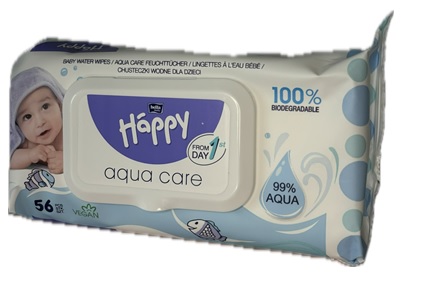 Happy
BABY WATER WIPES / AQUA CARE FEUCHTTÜCHER / LINGETTES À L'EAU BÉBÉ /
CHUSTECZKI WODNE DLA DZIECI
100%
BIODEGRADABLE
bella
Háppy
FROM
DAY 1st
aqua care
99%
AQUA
56
VEGAN